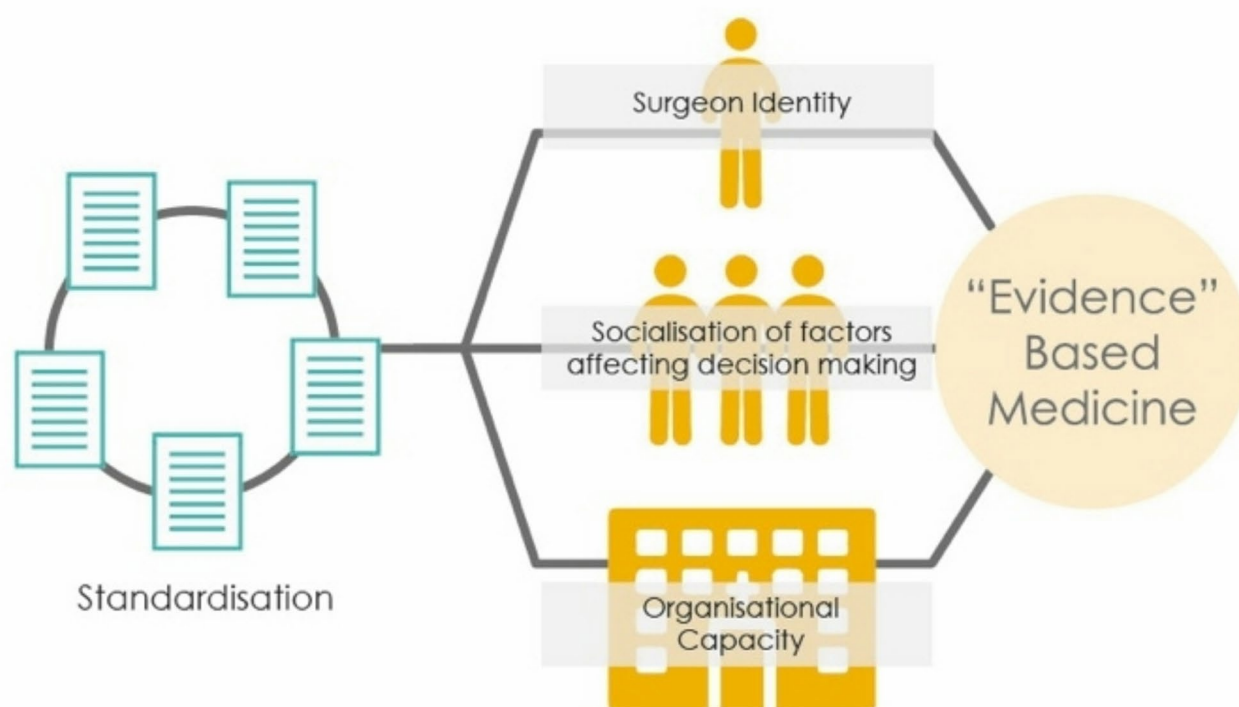 Surgeon Identity
Socialisation of factors
affecting decision making
Organisational
Capacity
Standardisation
“Evidence”
Based
Medicine